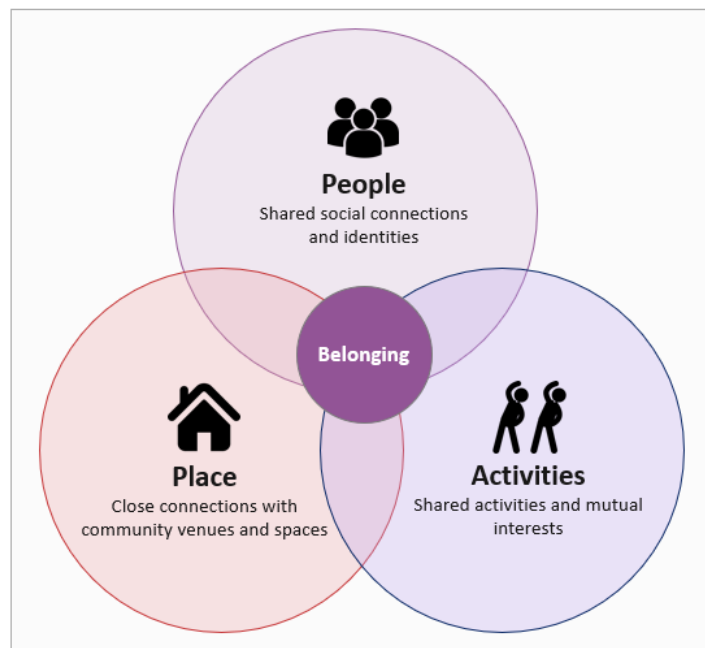 People
Shared social connections
and identities
Belonging
Place
Close connections with
community venues and spaces
Activities
Shared activities and mutual
interests